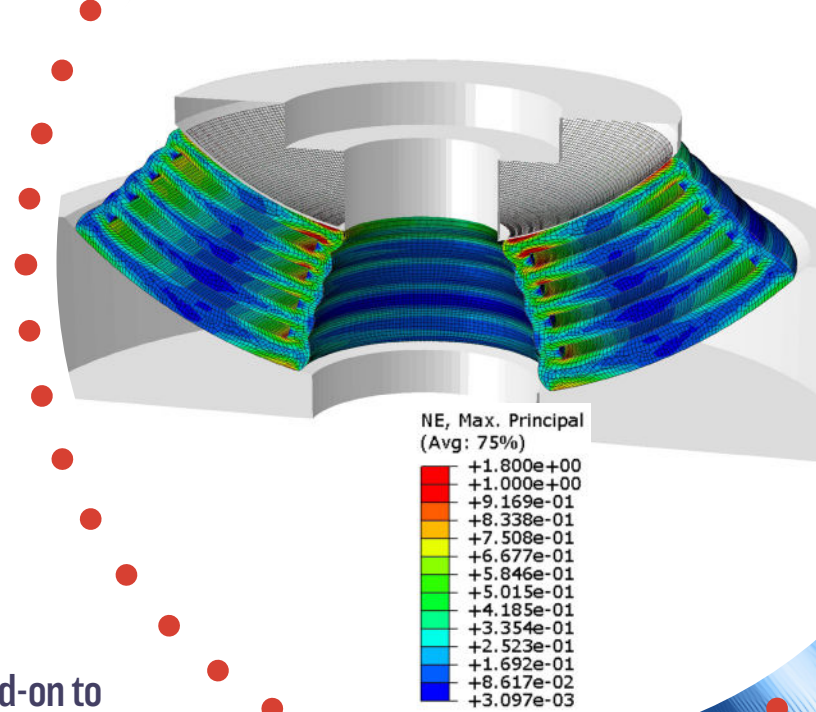 NE, Max. Principal
(Avg: 75%)
+1.800e+00
+1.000e+00
+9.169e-01
+8.338e-01
+7.508e-01
+6.677e-01
+5.846e-01
+5.015e-01
+4.185e-01
+3.354e-01
+2.523e-01
+1.692e-01
+8.617e-02
+3.097e-03
d-on to